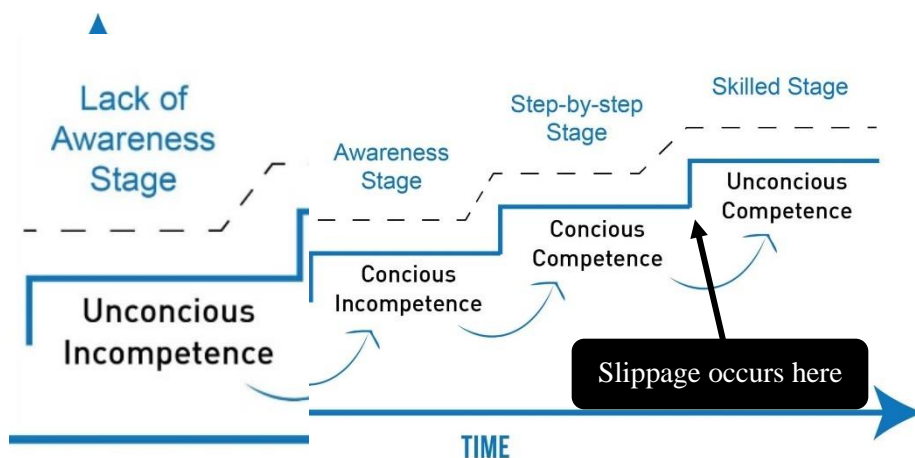 Lack of
Awareness
Stage
Unconcious
Incompetence
Awareness
Stage
Concious
Incompetence
Step-by-step
Stage
Concious
Competence
Skilled Stage
Unconcious
Competence
Slippage occurs here
TIME